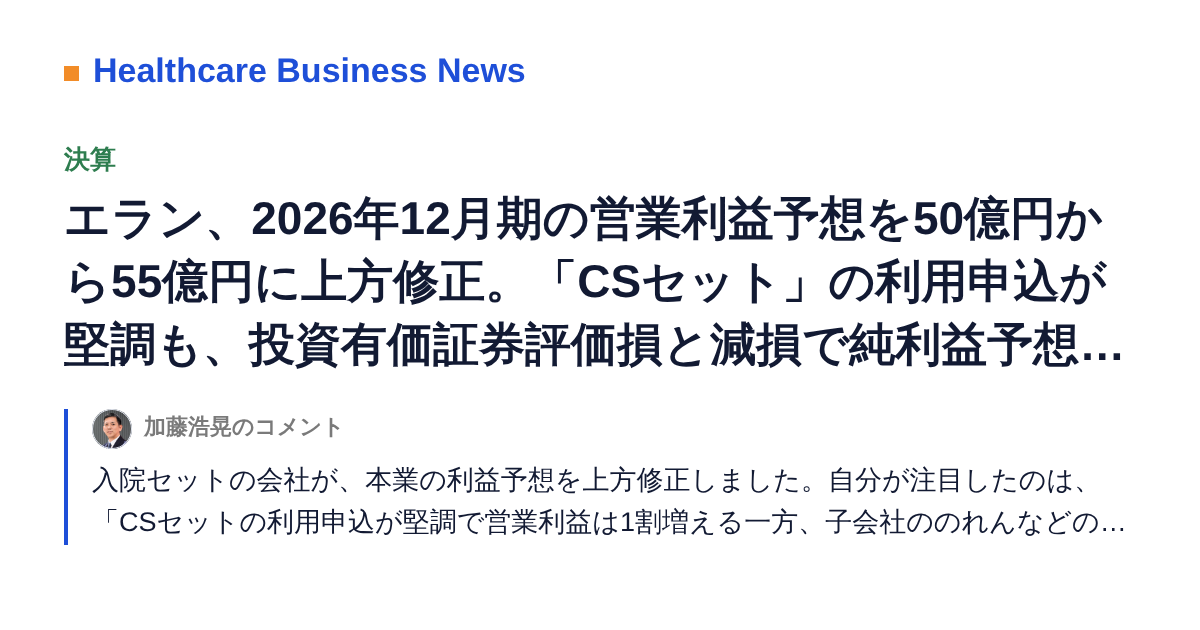 Healthcare Business News
決算
エラン、2026年12月期の営業利益予想を50億円か
ら55億円に上方修正。「CSセット」の利用申込が
堅調も、投資有価証券評価損と減損で純利益予想…
加藤浩晃のコメント
入院セットの会社が、本業の利益予想を上方修正しました。自分が注目したのは、
「CSセットの利用申込が堅調で営業利益は1割増える一方、子会社ののれんなどの…